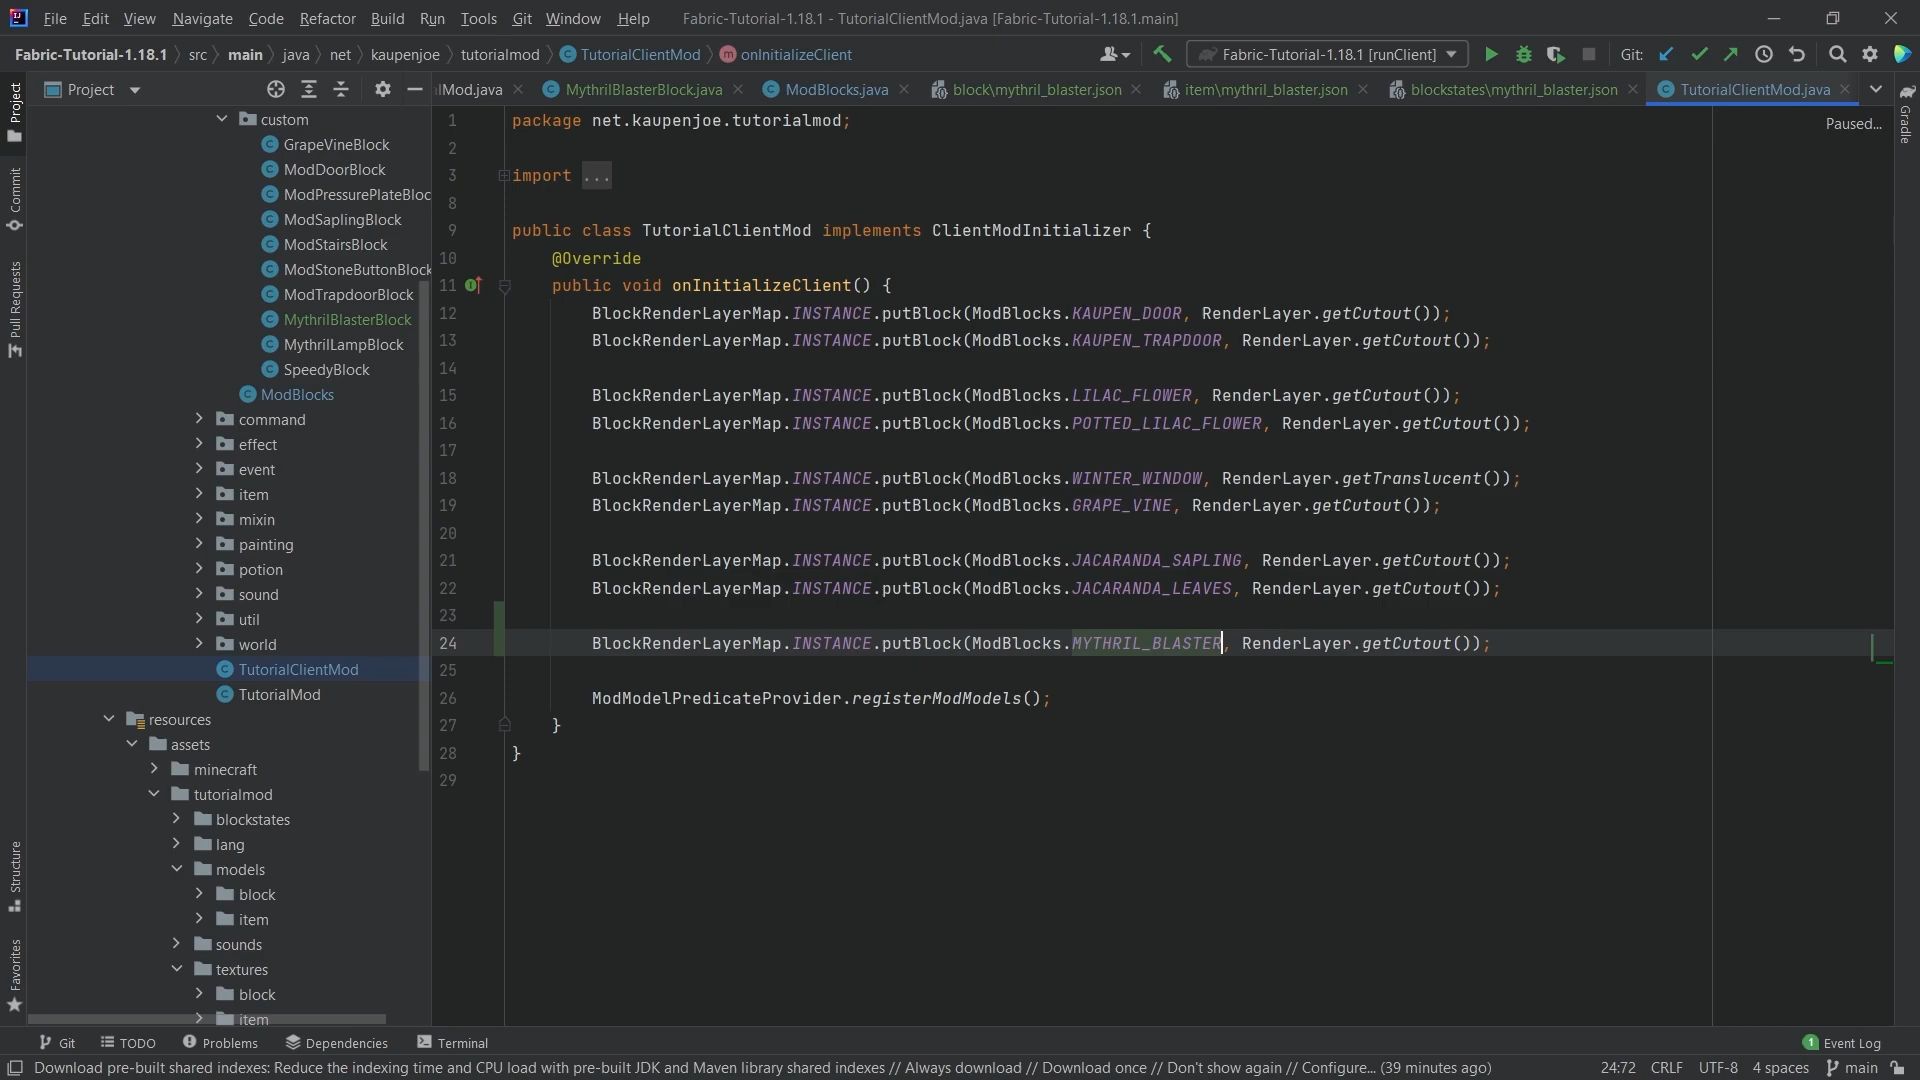 File Edit View Navigate Code Refactor Build Run Tools Git Window Help Fabric-Tutorial-1.18.1 - TutorialClientMod.java [Fabric-Tutorial-1.18.1.main]
Fabric-Tutorial-1.18.1 src main java net kaupenjoe tutorialmod TutorialClientMod onInitializeClient Fabric-Tutorial-1.18.1 [runClient] Git:
Project
lMod.java MythrilBlasterBlock.java ModBlocks.java block\mythril_blaster.json item\mythril_blaster.json blockstates\mythril_blaster.json TutorialClientMod.java
Project
Commit
Pull Requests
Structure
Favorites
custom
GrapeVineBlock
ModDoorBlock
ModPressurePlateBloc
ModSaplingBlock
ModStairsBlock
ModStoneButtonBlock
ModTrapdoorBlock
MythrilBlasterBlock
MythrilLampBlock
SpeedyBlock
ModBlocks
command
effect
event
item
mixin
painting
potion
sound
util
world
TutorialClientMod
TutorialMod
resources
assets
minecraft
tutorialmod
blockstates
lang
models
block
item
sounds
textures
block
item
1 package net.kaupenjoe.tutorialmod;
2
3 import ...
8
9 public class TutorialClientMod implements ClientModInitializer {
10 @Override
11 public void onInitializeClient() {
12 BlockRenderLayerMap.INSTANCE.putBlock(ModBlocks.KAUPEN_DOOR, RenderLayer.getCutout());
13 BlockRenderLayerMap.INSTANCE.putBlock(ModBlocks.KAUPEN_TRAPDOOR, RenderLayer.getCutout());
14
15 BlockRenderLayerMap.INSTANCE.putBlock(ModBlocks.LILAC_FLOWER, RenderLayer.getCutout());
16 BlockRenderLayerMap.INSTANCE.putBlock(ModBlocks.POTTED_LILAC_FLOWER, RenderLayer.getCutout());
17
18 BlockRenderLayerMap.INSTANCE.putBlock(ModBlocks.WINTER_WINDOW, RenderLayer.getTranslucent());
19 BlockRenderLayerMap.INSTANCE.putBlock(ModBlocks.GRAPE_VINE, RenderLayer.getCutout());
20
21 BlockRenderLayerMap.INSTANCE.putBlock(ModBlocks.JACARANDA_SAPLING, RenderLayer.getCutout());
22 BlockRenderLayerMap.INSTANCE.putBlock(ModBlocks.JACARANDA_LEAVES, RenderLayer.getCutout());
23
24 BlockRenderLayerMap.INSTANCE.putBlock(ModBlocks.MYTHRIL_BLASTER, RenderLayer.getCutout());
25
26 ModModelPredicateProvider.registerModModels();
27 }
28 }
29
Paused...
Gradle
Git TODO Problems Dependencies Terminal 1 Event Log
Download pre-built shared indexes: Reduce the indexing time and CPU load with pre-built JDK and Maven library shared indexes // Always download // Download once // Don't show again // Configure... (39 minutes ago) 24:72 CRLF UTF-8 4 spaces main